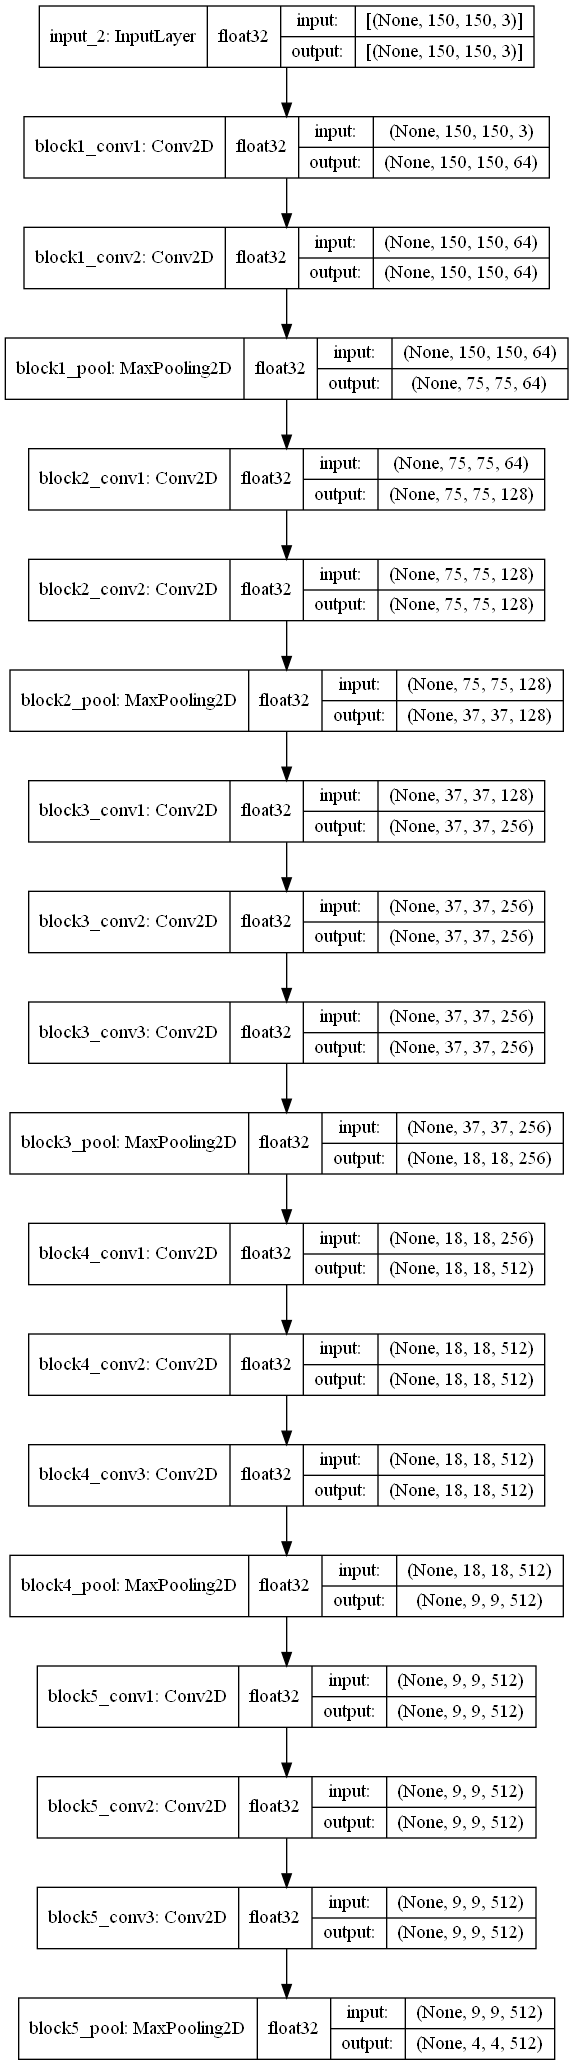 input_2: InputLayer float32 input: [(None, 150, 150, 3)]
output: [(None, 150, 150, 3)]
block1_conv1: Conv2D float32 input: (None, 150, 150, 3)
output: (None, 150, 150, 64)
block1_conv2: Conv2D float32 input: (None, 150, 150, 64)
output: (None, 150, 150, 64)
block1_pool: MaxPooling2D float32 input: (None, 150, 150, 64)
output: (None, 75, 75, 64)
block2_conv1: Conv2D float32 input: (None, 75, 75, 64)
output: (None, 75, 75, 128)
block2_conv2: Conv2D float32 input: (None, 75, 75, 128)
output: (None, 75, 75, 128)
block2_pool: MaxPooling2D float32 input: (None, 75, 75, 128)
output: (None, 37, 37, 128)
block3_conv1: Conv2D float32 input: (None, 37, 37, 128)
output: (None, 37, 37, 256)
block3_conv2: Conv2D float32 input: (None, 37, 37, 256)
output: (None, 37, 37, 256)
block3_conv3: Conv2D float32 input: (None, 37, 37, 256)
output: (None, 37, 37, 256)
block3_pool: MaxPooling2D float32 input: (None, 37, 37, 256)
output: (None, 18, 18, 256)
block4_conv1: Conv2D float32 input: (None, 18, 18, 256)
output: (None, 18, 18, 512)
block4_conv2: Conv2D float32 input: (None, 18, 18, 512)
output: (None, 18, 18, 512)
block4_conv3: Conv2D float32 input: (None, 18, 18, 512)
output: (None, 18, 18, 512)
block4_pool: MaxPooling2D float32 input: (None, 18, 18, 512)
output: (None, 9, 9, 512)
block5_conv1: Conv2D float32 input: (None, 9, 9, 512)
output: (None, 9, 9, 512)
block5_conv2: Conv2D float32 input: (None, 9, 9, 512)
output: (None, 9, 9, 512)
block5_conv3: Conv2D float32 input: (None, 9, 9, 512)
output: (None, 9, 9, 512)
block5_pool: MaxPooling2D float32 input: (None, 9, 9, 512)
output: (None, 4, 4, 512)